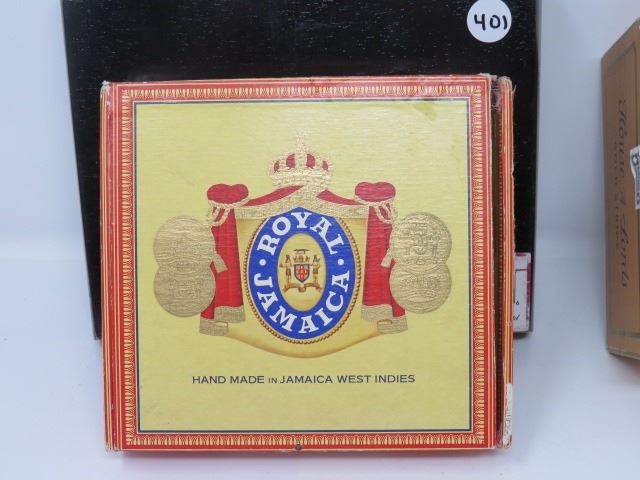 401
ROYAL
JAMAICA
HAND MADE IN JAMAICA WEST INDIES